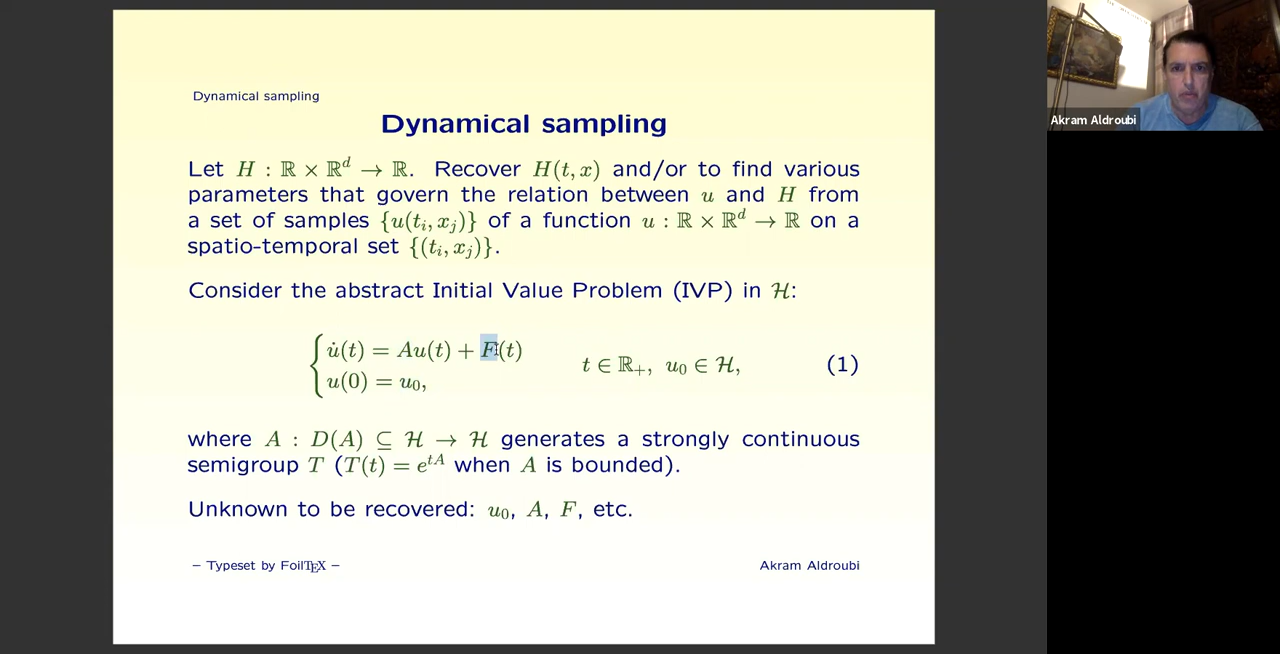 Dynamical sampling
Dynamical sampling
Let H : ℝ × ℝ^d → ℝ. Recover H(t, x) and/or to find various
parameters that govern the relation between u and H from
a set of samples {u(t_i, x_j)} of a function u : ℝ × ℝ^d → ℝ on a
spatio-temporal set {(t_i, x_j)}.
Consider the abstract Initial Value Problem (IVP) in ℋ:
{ u̇(t) = Au(t) + F(t)
u(0) = u_0, t ∈ ℝ_+, u_0 ∈ ℋ, (1)
where A : D(A) ⊆ ℋ → ℋ generates a strongly continuous
semigroup T (T(t) = e^{tA} when A is bounded).
Unknown to be recovered: u_0, A, F, etc.
– Typeset by FoilTEX – Akram Aldroubi
Akram Aldroubi